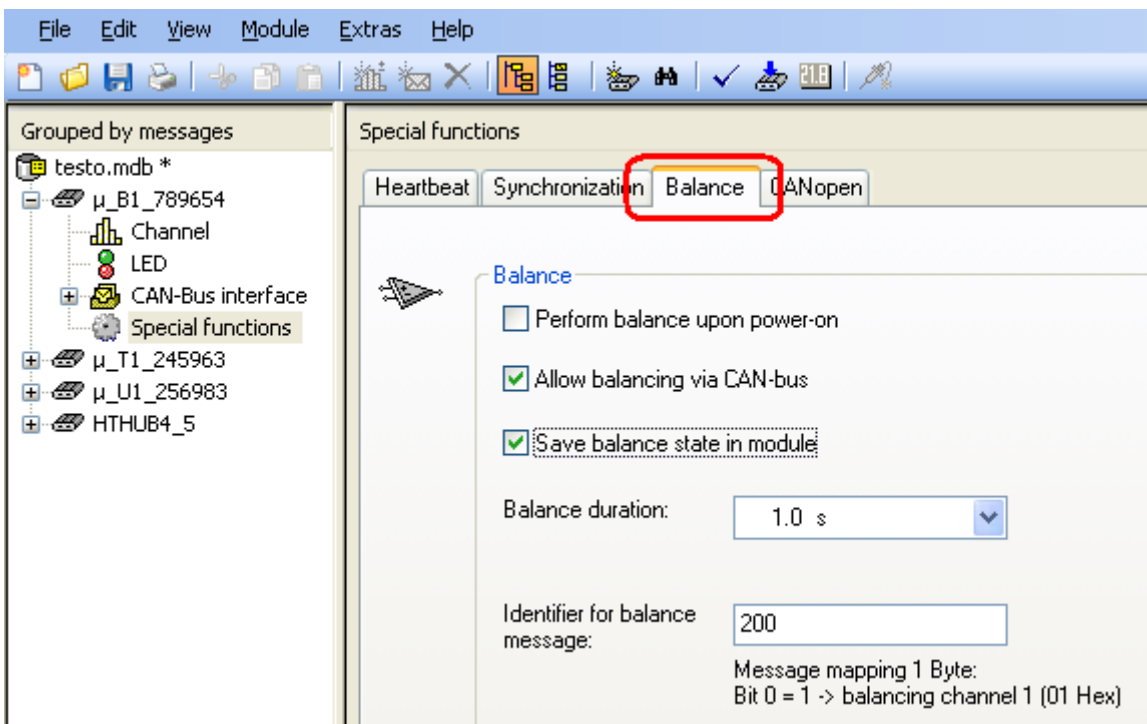 File Edit View Module Extras Help
21.8
Grouped by messages
testo.mdb *
µ_B1_789654
Channel
LED
CAN-Bus interface
Special functions
µ_T1_245963
µ_U1_256983
HTHUB4_5
Special functions
Heartbeat Synchronization Balance CANopen
Balance
Perform balance upon power-on
Allow balancing via CAN-bus
Save balance state in module
Balance duration: 1.0 s
Identifier for balance
message:
200
Message mapping 1 Byte:
Bit 0 = 1 -> balancing channel 1 (01 Hex)